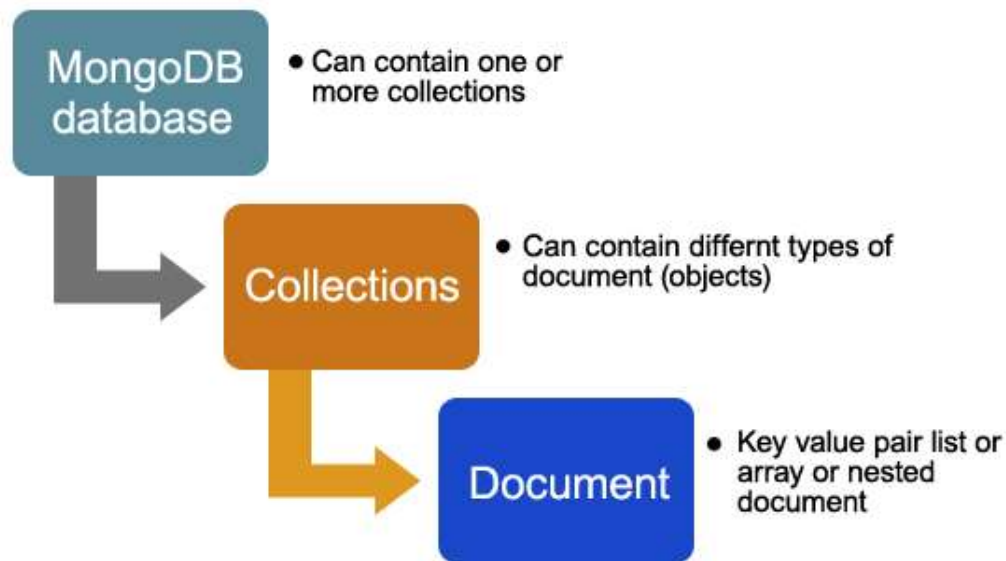 MongoDB
database
• Can contain one or
more collections
Collections
• Can contain differnt types of
document (objects)
Document
• Key value pair list or
array or nested
document